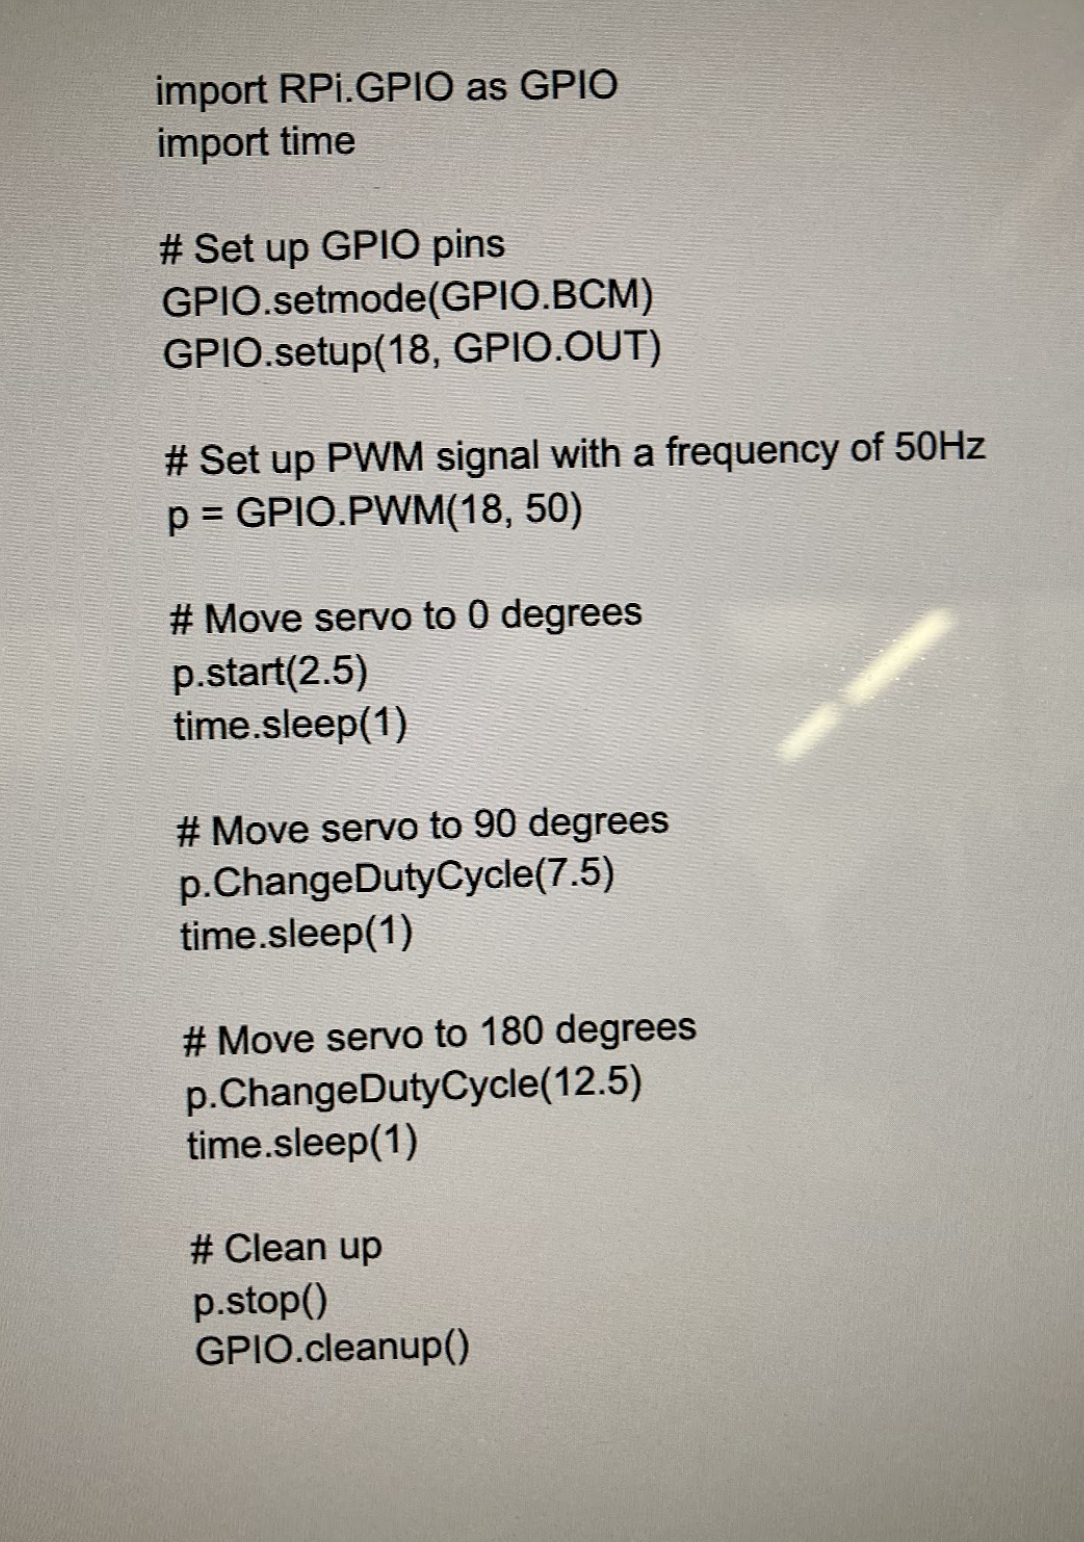 import RPi.GPIO as GPIO
import time
# Set up GPIO pins
GPIO.setmode(GPIO.BCM)
GPIO.setup(18, GPIO.OUT)
# Set up PWM signal with a frequency of 50Hz
p = GPIO.PWM(18, 50)
# Move servo to 0 degrees
p.start(2.5)
time.sleep(1)
# Move servo to 90 degrees
p.ChangeDutyCycle(7.5)
time.sleep(1)
# Move servo to 180 degrees
p.ChangeDutyCycle(12.5)
time.sleep(1)
# Clean up
p.stop()
GPIO.cleanup()